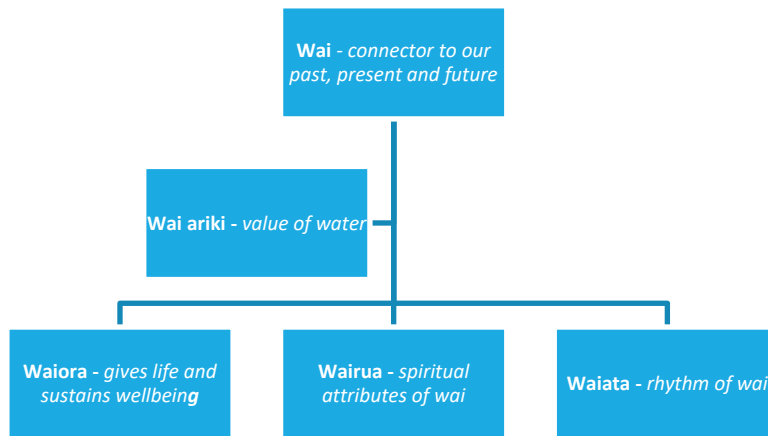 Wai - connector to our
past, present and future
Wai ariki - value of water
Waiora - gives life and
sustains wellbeing
Wairua - spiritual
attributes of wai
Waiata - rhythm of wai